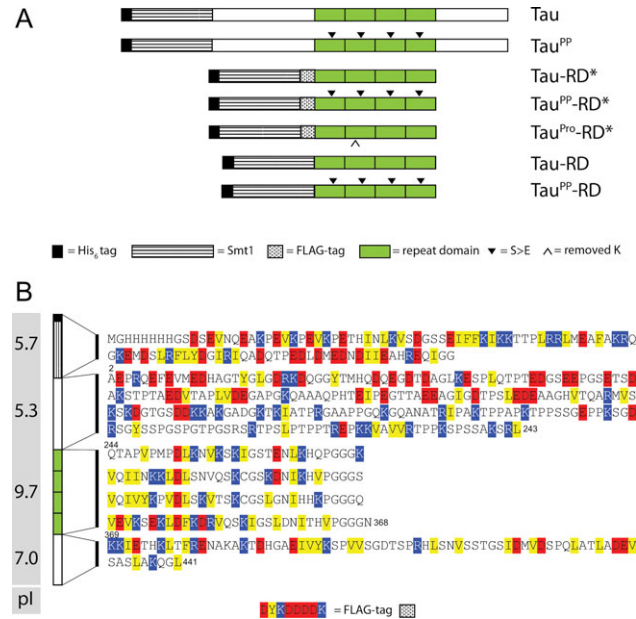 A
Tau
Tau^PP
Tau-RD*
Tau^PP-RD*
Tau^Pro-RD*
Tau-RD
Tau^PP-RD
= His6 tag = Smt1 = FLAG-tag = repeat domain = S>E = removed K
B
5.7
MGHHHHHHGSDSEVNQEAKPEVKPEVKPETHINLKVSDGSSEIFFKIKKTTPLRRLMEAFAKRQ
GKEMDSLRFLYDGIRIQADQTPEDLDMEDNDIIEAHREQIGG
2
5.3
AEPRQEFEVMEDHAGTYGLGDRKDQGGYTMHQDQEGDTDAGLKESPLQTPTEDGSEEPGSETSD
AKSTPTAEDVTAPLVDEGAPGKQAAAQPHTEIPEGTTAEEAGIGDTPSLEDEAAGHVTQARMVS
KSKDGTGSDDKKAKGADGKTKIATPRGAAPPGQKGQANATRIPAKTPPAPKTPPSSGEPPKSGD
RSGYSSPGSPGTPGSRSRTPSLPTPPTREPKKVAVVRTPPKSPSSAKSRL 243
244
9.7
QTAPVPMPDLKNVKSKIGSTENLKHQPGGGK
VQIINKKLDLSNVQSKCGSKDNIKHVPGGGS
VQIVYKPVDLSKVTSKCGSLGNIHHKPGGGQ
VEVKSEKLDFKDRVQSKIGSLDNITHVPGGGN 368
369
7.0
KKIETHKLTFRENAKAKTDHGAEIVYKSPVVSGDTSPRHLSNVSSTGSIDMVDSPQLATLADEV
SASLAKQGL 441
pI
DYKDDDDK = FLAG-tag